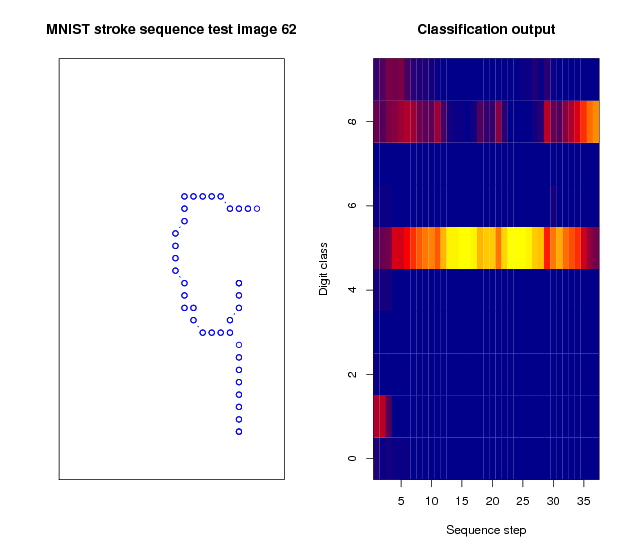 MNIST stroke sequence test image 62
Classification output
Digit class
0 2 4 6 8
5 10 15 20 25 30 35
Sequence step